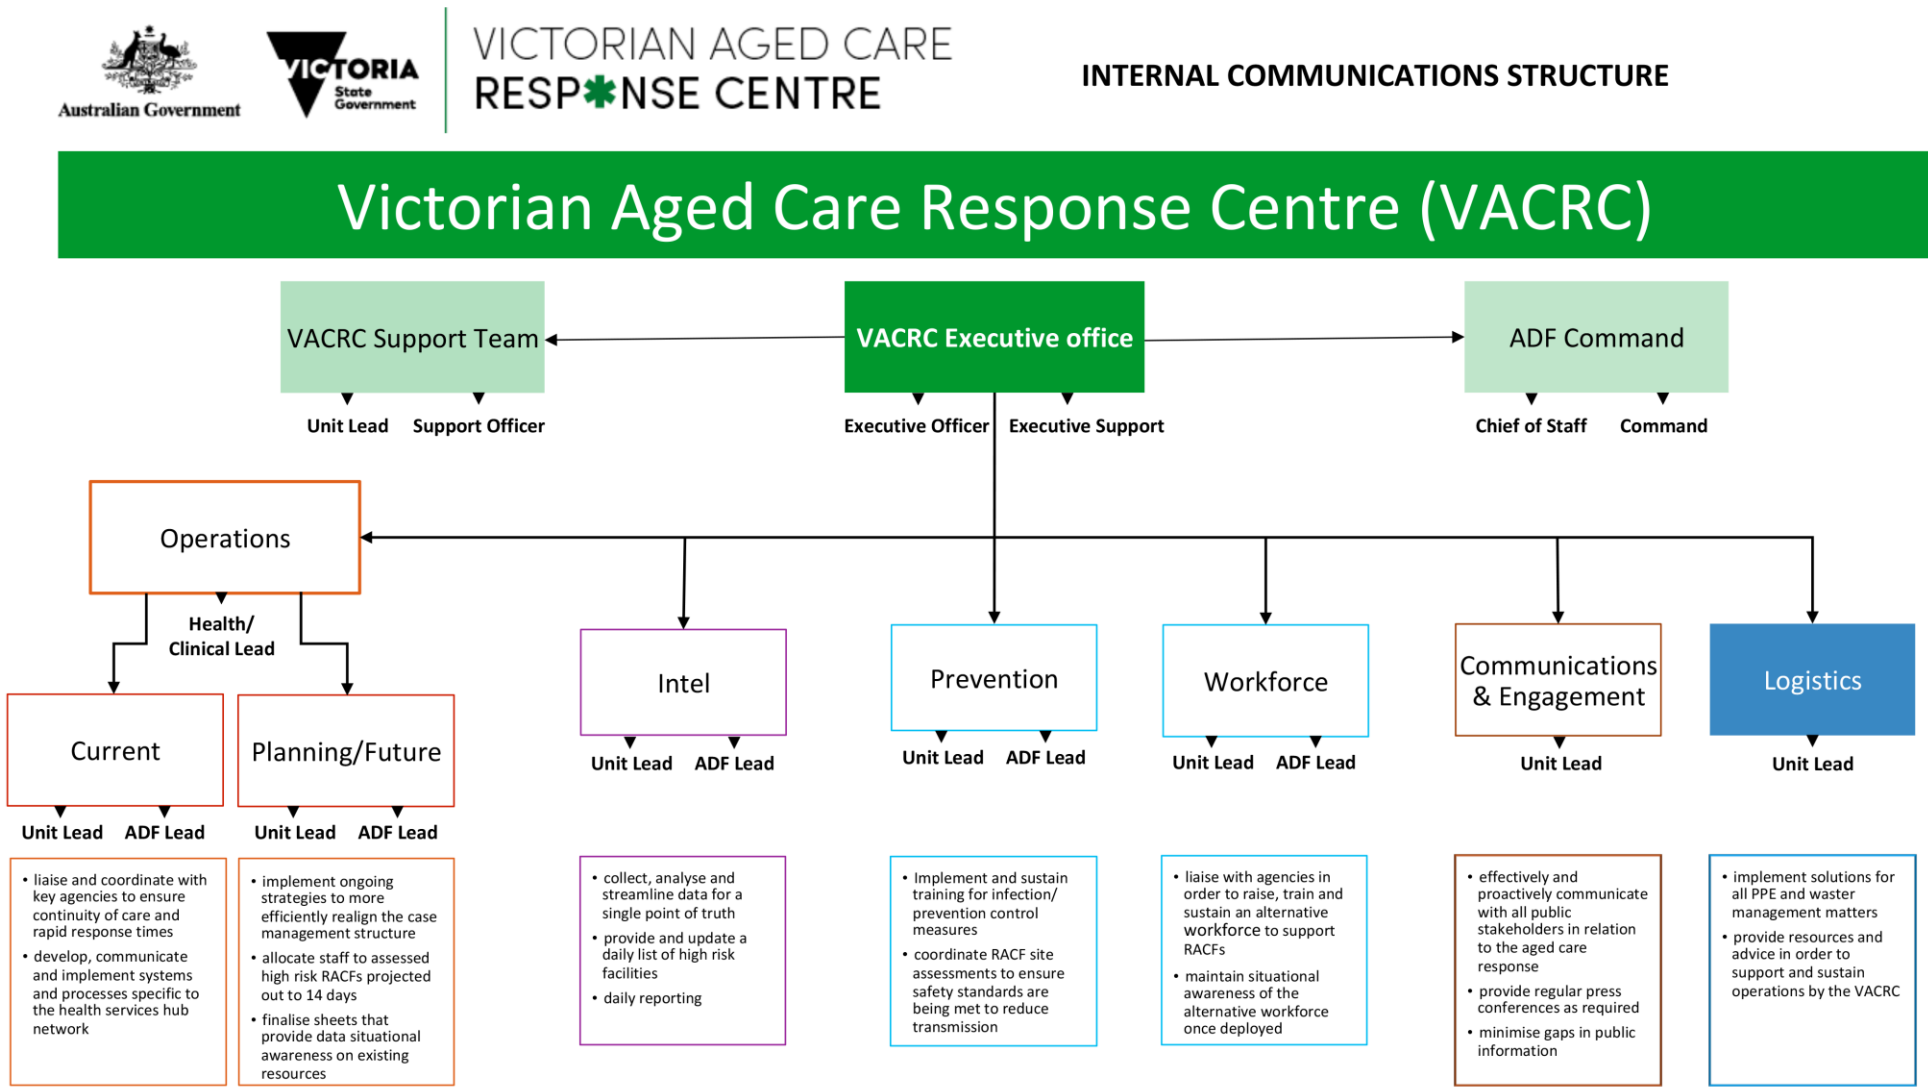 Australian Government
VICTORIA
State
Government
VICTORIAN AGED CARE
RESP✱NSE CENTRE
INTERNAL COMMUNICATIONS STRUCTURE
Victorian Aged Care Response Centre (VACRC)
VACRC Support Team
Unit Lead
Support Officer
VACRC Executive office
Executive Officer
Executive Support
ADF Command
Chief of Staff
Command
Operations
Health/
Clinical Lead
Current
Unit Lead
ADF Lead
Planning/Future
Unit Lead
ADF Lead
Intel
Unit Lead
ADF Lead
Prevention
Unit Lead
ADF Lead
Workforce
Unit Lead
ADF Lead
Communications
& Engagement
Unit Lead
Logistics
Unit Lead
• liaise and coordinate with
key agencies to ensure
continuity of care and
rapid response times
• develop, communicate
and implement systems
and processes specific to
the health services hub
network
• implement ongoing
strategies to more
efficiently realign the case
management structure
• allocate staff to assessed
high risk RACFs projected
out to 14 days
• finalise sheets that
provide data situational
awareness on existing
resources
• collect, analyse and
streamline data for a
single point of truth
• provide and update a
daily list of high risk
facilities
• daily reporting
• Implement and sustain
training for infection/
prevention control
measures
• coordinate RACF site
assessments to ensure
safety standards are
being met to reduce
transmission
• liaise with agencies in
order to raise, train and
sustain an alternative
workforce to support
RACFs
• maintain situational
awareness of the
alternative workforce
once deployed
• effectively and
proactively communicate
with all public
stakeholders in relation
to the aged care
response
• provide regular press
conferences as required
• minimise gaps in public
information
• implement solutions for
all PPE and waster
management matters
• provide resources and
advice in order to
support and sustain
operations by the VACRC